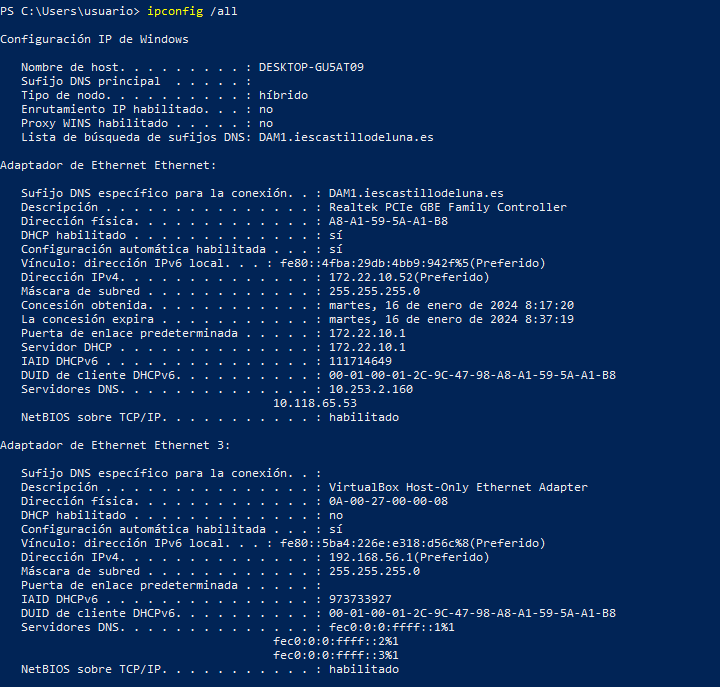 PS C:\Users\usuario> ipconfig /all
Configuración IP de Windows
Nombre de host. . . . . . . . . : DESKTOP-GU5AT09
Sufijo DNS principal  . . . . . :
Tipo de nodo. . . . . . . . . . : híbrido
Enrutamiento IP habilitado. . . : no
Proxy WINS habilitado . . . . . : no
Lista de búsqueda de sufijos DNS: DAM1.iescastillodeluna.es
Adaptador de Ethernet Ethernet:
Sufijo DNS específico para la conexión. . : DAM1.iescastillodeluna.es
Descripción . . . . . . . . . . . . . . . : Realtek PCIe GBE Family Controller
Dirección física. . . . . . . . . . . . . : A8-A1-59-5A-A1-B8
DHCP habilitado . . . . . . . . . . . . . : sí
Configuración automática habilitada . . . : sí
Vínculo: dirección IPv6 local. . . : fe80::4fba:29db:4bb9:942f%5(Preferido)
Dirección IPv4. . . . . . . . . . . . . . : 172.22.10.52(Preferido)
Máscara de subred . . . . . . . . . . . . : 255.255.255.0
Concesión obtenida. . . . . . . . . . . . : martes, 16 de enero de 2024 8:17:20
La concesión expira . . . . . . . . . . . : martes, 16 de enero de 2024 8:37:19
Puerta de enlace predeterminada . . . . . : 172.22.10.1
Servidor DHCP . . . . . . . . . . . . . . : 172.22.10.1
IAID DHCPv6 . . . . . . . . . . . . . . . : 111714649
DUID de cliente DHCPv6. . . . . . . . . . : 00-01-00-01-2C-9C-47-98-A8-A1-59-5A-A1-B8
Servidores DNS. . . . . . . . . . . . . . : 10.253.2.160
10.118.65.53
NetBIOS sobre TCP/IP. . . . . . . . . . . : habilitado
Adaptador de Ethernet Ethernet 3:
Sufijo DNS específico para la conexión. . :
Descripción . . . . . . . . . . . . . . . : VirtualBox Host-Only Ethernet Adapter
Dirección física. . . . . . . . . . . . . : 0A-00-27-00-00-08
DHCP habilitado . . . . . . . . . . . . . : no
Configuración automática habilitada . . . : sí
Vínculo: dirección IPv6 local. . . : fe80::5ba4:226e:e318:d56c%8(Preferido)
Dirección IPv4. . . . . . . . . . . . . . : 192.168.56.1(Preferido)
Máscara de subred . . . . . . . . . . . . : 255.255.255.0
Puerta de enlace predeterminada . . . . . :
IAID DHCPv6 . . . . . . . . . . . . . . . : 973733927
DUID de cliente DHCPv6. . . . . . . . . . : 00-01-00-01-2C-9C-47-98-A8-A1-59-5A-A1-B8
Servidores DNS. . . . . . . . . . . . . . : fec0:0:0:ffff::1%1
fec0:0:0:ffff::2%1
fec0:0:0:ffff::3%1
NetBIOS sobre TCP/IP. . . . . . . . . . . : habilitado